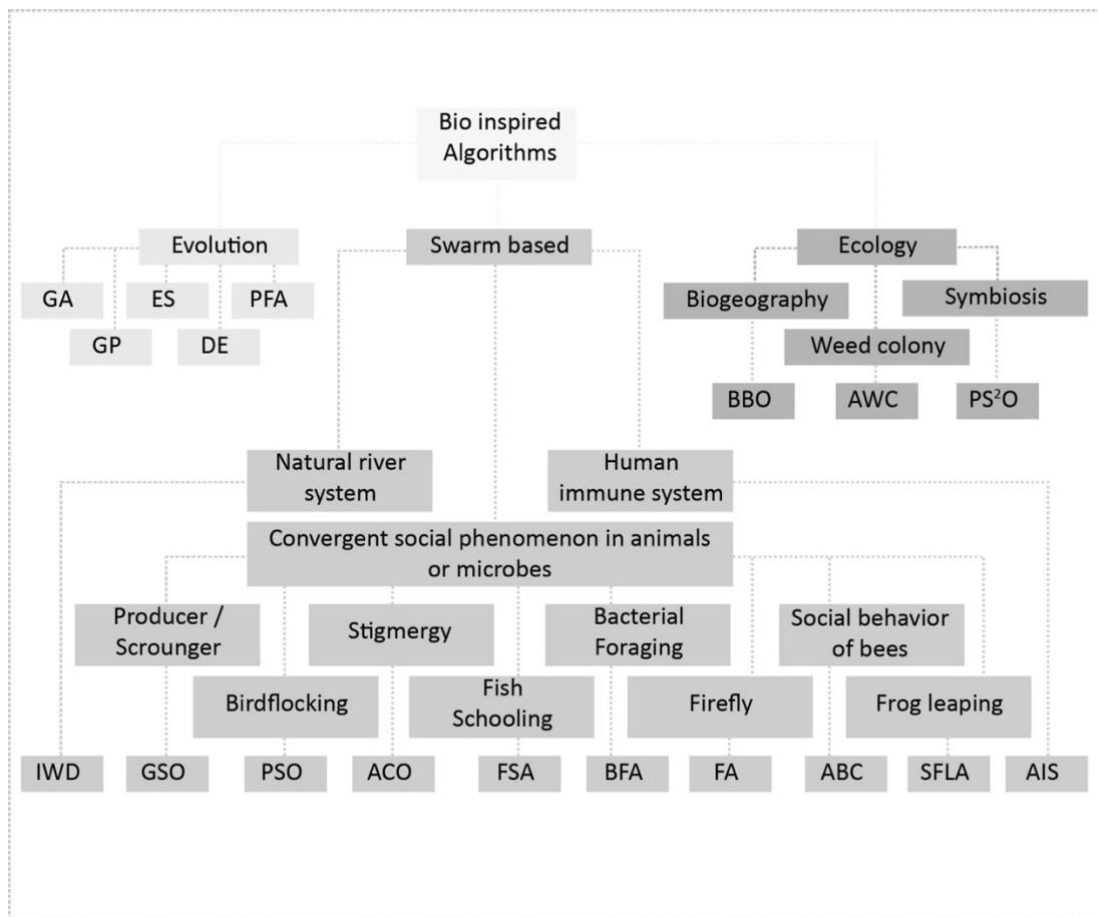 Bio inspired
Algorithms
Evolution
Swarm based
Ecology
GA
ES
PFA
Biogeography
Symbiosis
GP
DE
Weed colony
BBO
AWC
PS²O
Natural river
system
Human
immune system
Convergent social phenomenon in animals
or microbes
Producer /
Scrounger
Stigmergy
Bacterial
Foraging
Social behavior
of bees
Birdflocking
Fish
Schooling
Firefly
Frog leaping
IWD
GSO
PSO
ACO
FSA
BFA
FA
ABC
SFLA
AIS